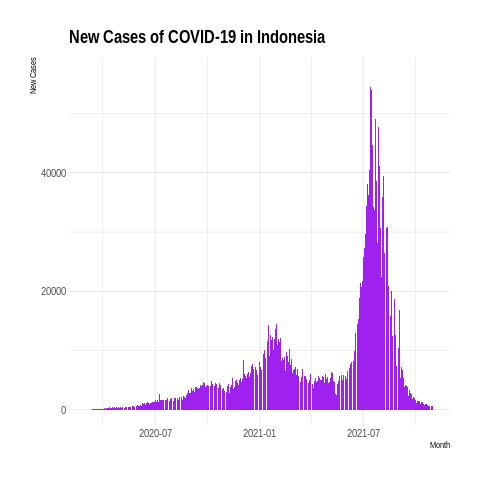 New Cases of COVID-19 in Indonesia
New Cases
40000
20000
0
2020-07
2021-01
2021-07
Month